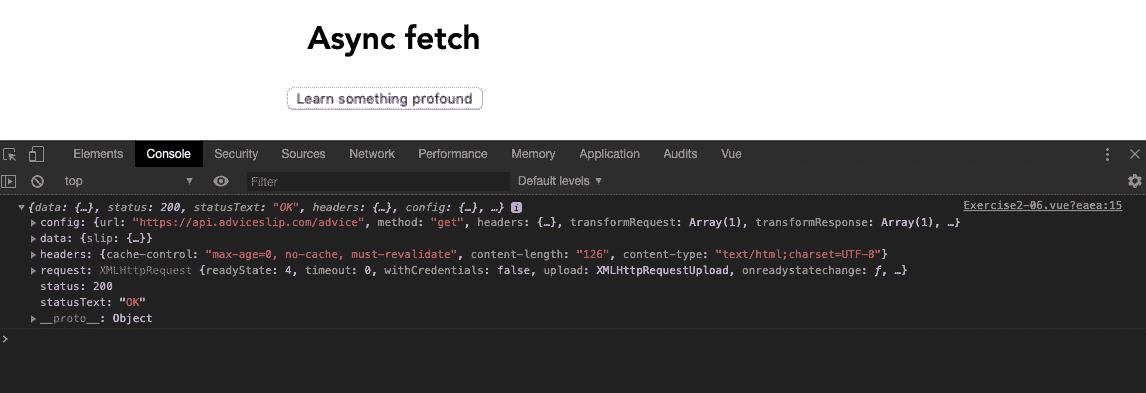 Async fetch
Learn something profound
Elements Console Security Sources Network Performance Memory Application Audits Vue
top Filter Default levels
{data: {…}, status: 200, statusText: "OK", headers: {…}, config: {…}, …} Exercise2-06.vue?eaea:15
config: {url: "https://api.adviceslip.com/advice", method: "get", headers: {…}, transformRequest: Array(1), transformResponse: Array(1), …}
data: {slip: {…}}
headers: {cache-control: "max-age=0, no-cache, must-revalidate", content-length: "126", content-type: "text/html;charset=UTF-8"}
request: XMLHttpRequest {readyState: 4, timeout: 0, withCredentials: false, upload: XMLHttpRequestUpload, onreadystatechange: ƒ, …}
status: 200
statusText: "OK"
__proto__: Object